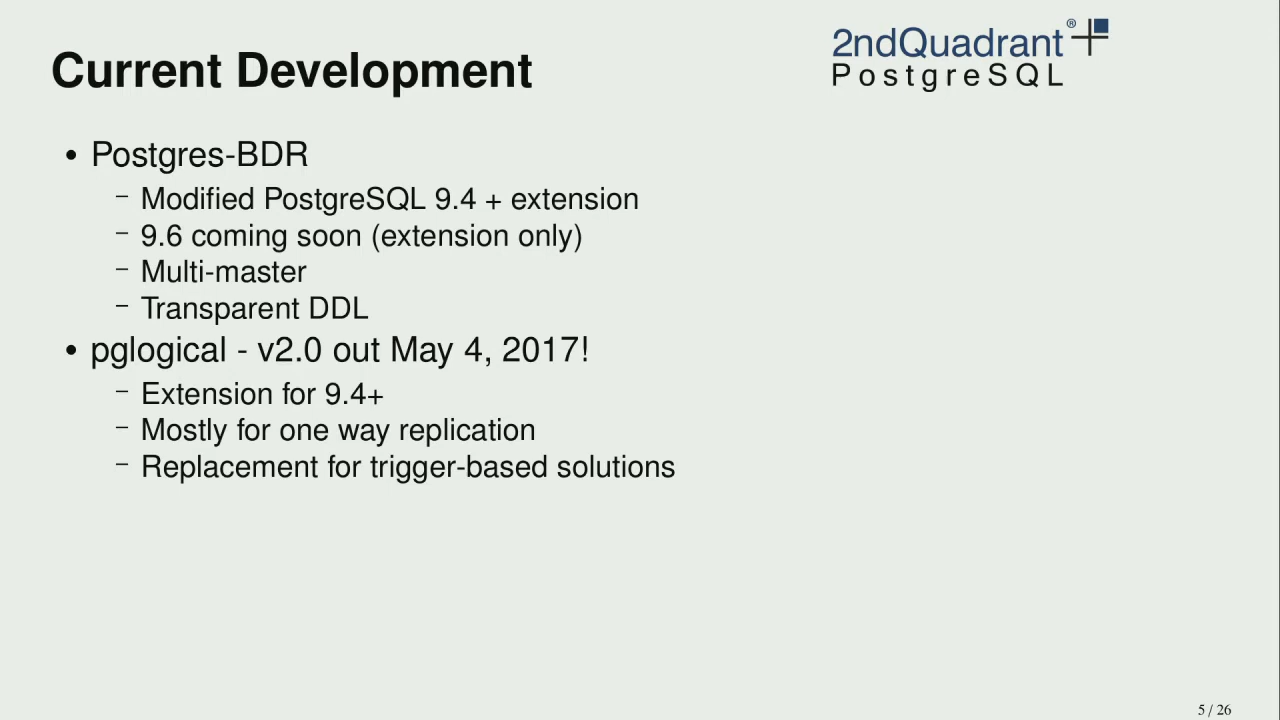 2ndQuadrant®
PostgreSQL
Current Development
• Postgres-BDR
– Modified PostgreSQL 9.4 + extension
– 9.6 coming soon (extension only)
– Multi-master
– Transparent DDL
• pglogical - v2.0 out May 4, 2017!
– Extension for 9.4+
– Mostly for one way replication
– Replacement for trigger-based solutions
5 / 26